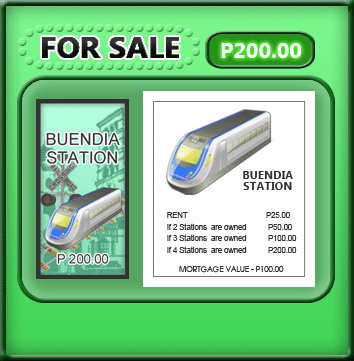 FOR SALE P200.00
BUENDIA
STATION
P 200.00
BUENDIA
STATION
RENT P25.00
If 2 Stations are owned P50.00
If 3 Stations are owned P100.00
If 4 Stations are owned P200.00
MORTGAGE VALUE - P100.00